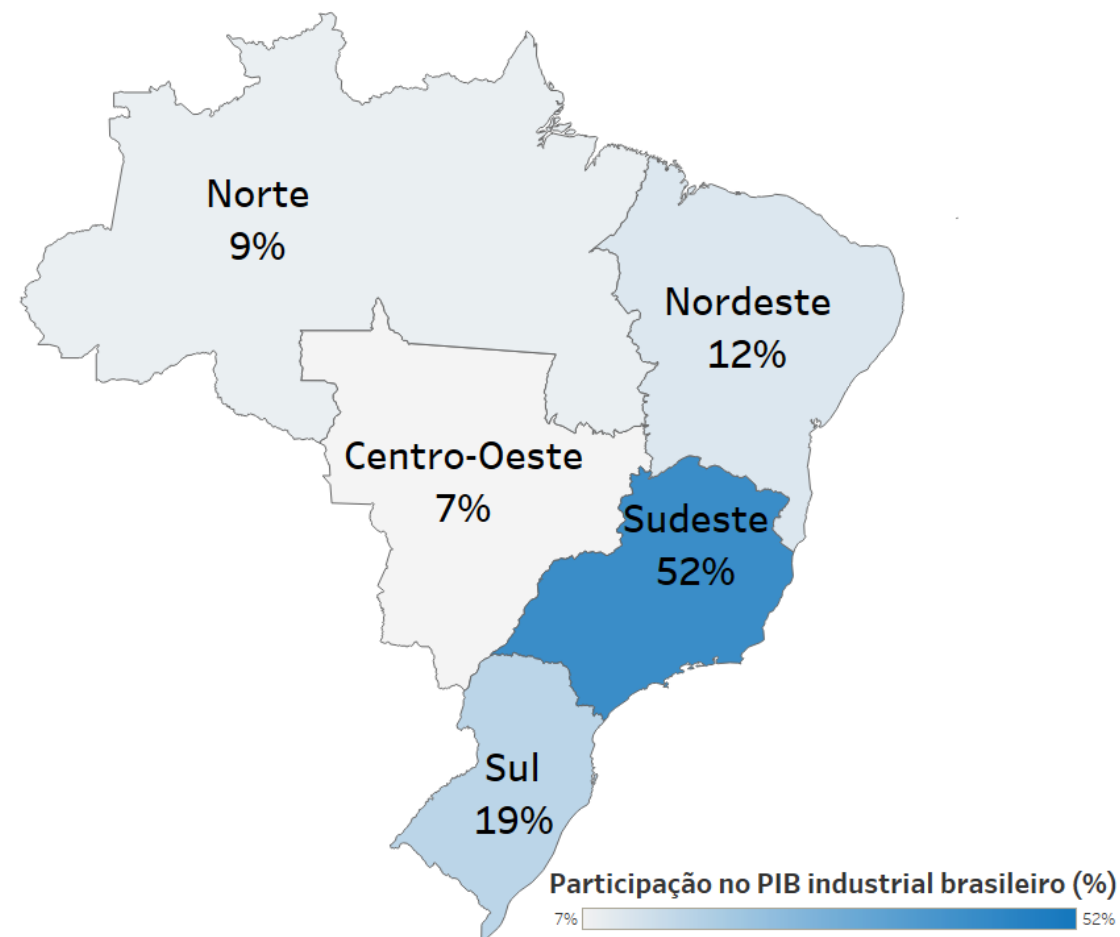 Norte
9%
Nordeste
12%
Centro-Oeste
7%
Sudeste
52%
Sul
19%
Participação no PIB industrial brasileiro (%)
7% 52%